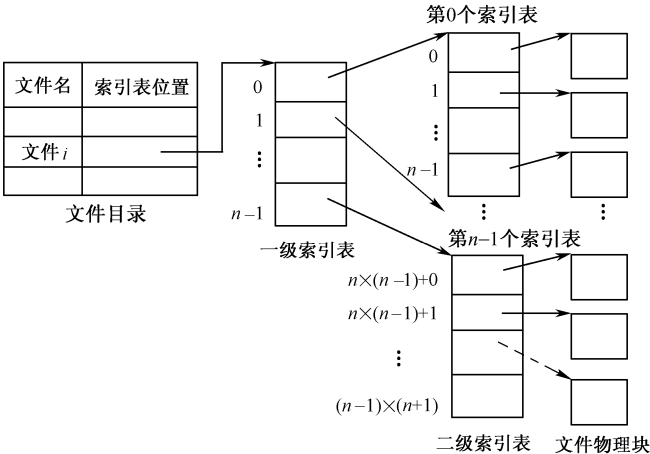 第0个索引表
文件名 索引表位置
文件i
文件目录
0
1
⋮
n–1
一级索引表
0
1
⋮
n–1
⋮
⋮
第n–1个索引表
n×(n–1)+0
n×(n–1)+1
⋮
(n–1)×(n+1)
二级索引表
文件物理块